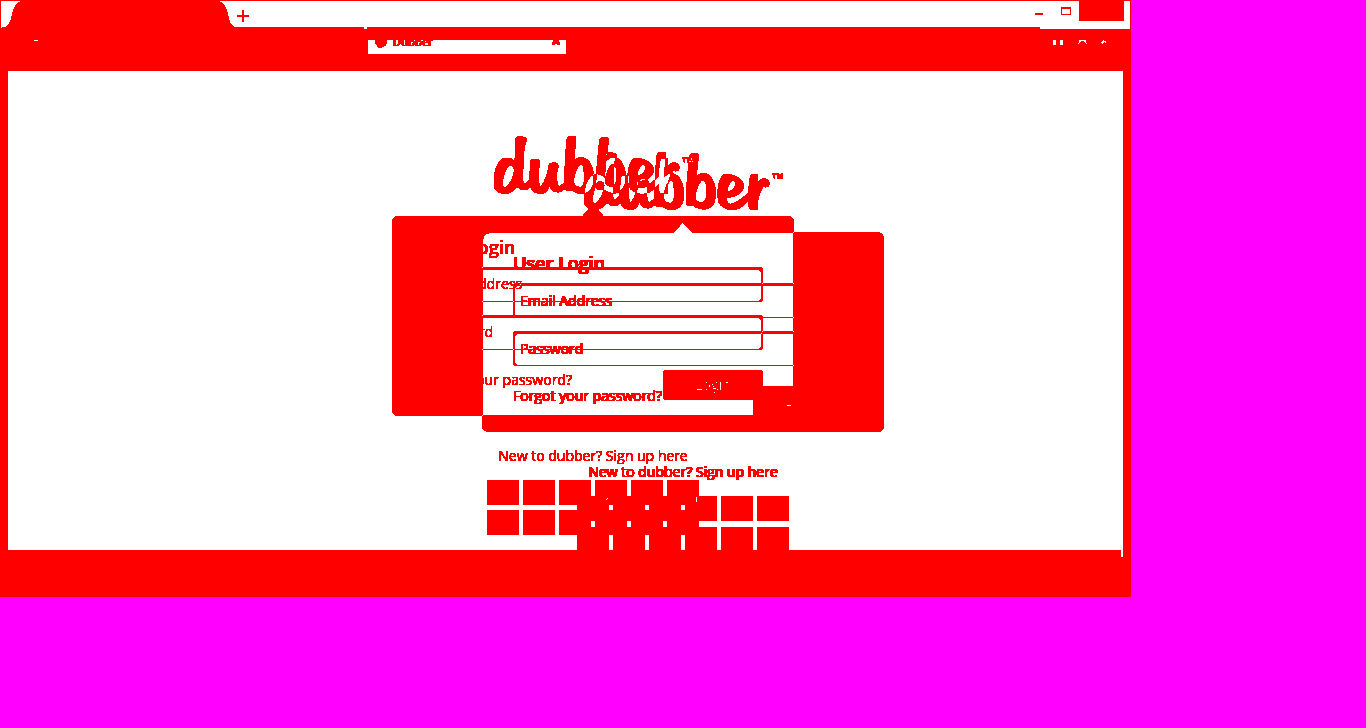 Dubber
dubber™
dubber™
ogin
User Login
ddress
Email Address
rd
Password
ur password?
Login
Forgot your password?
New to dubber? Sign up here
New to dubber? Sign up here